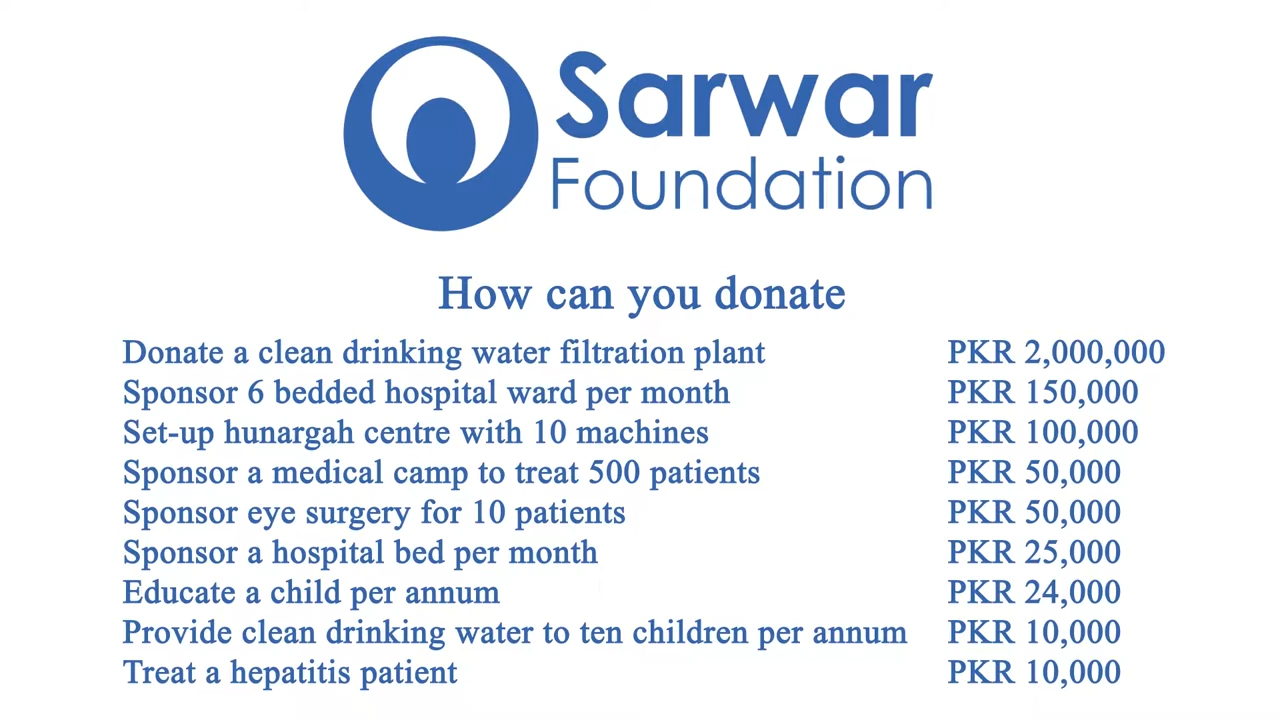 Sarwar
Foundation
How can you donate
Donate a clean drinking water filtration plant PKR 2,000,000
Sponsor 6 bedded hospital ward per month PKR 150,000
Set-up hunargah centre with 10 machines PKR 100,000
Sponsor a medical camp to treat 500 patients PKR 50,000
Sponsor eye surgery for 10 patients PKR 50,000
Sponsor a hospital bed per month PKR 25,000
Educate a child per annum PKR 24,000
Provide clean drinking water to ten children per annum PKR 10,000
Treat a hepatitis patient PKR 10,000